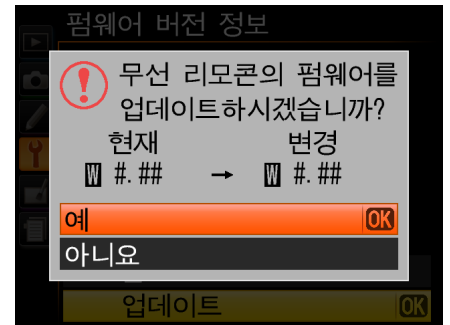 펌웨어 버전 정보
무선 리모콘의 펌웨어를
업데이트하시겠습니까?
현재 변경
W #.## → W #.##
예 OK
아니요
업데이트 OK